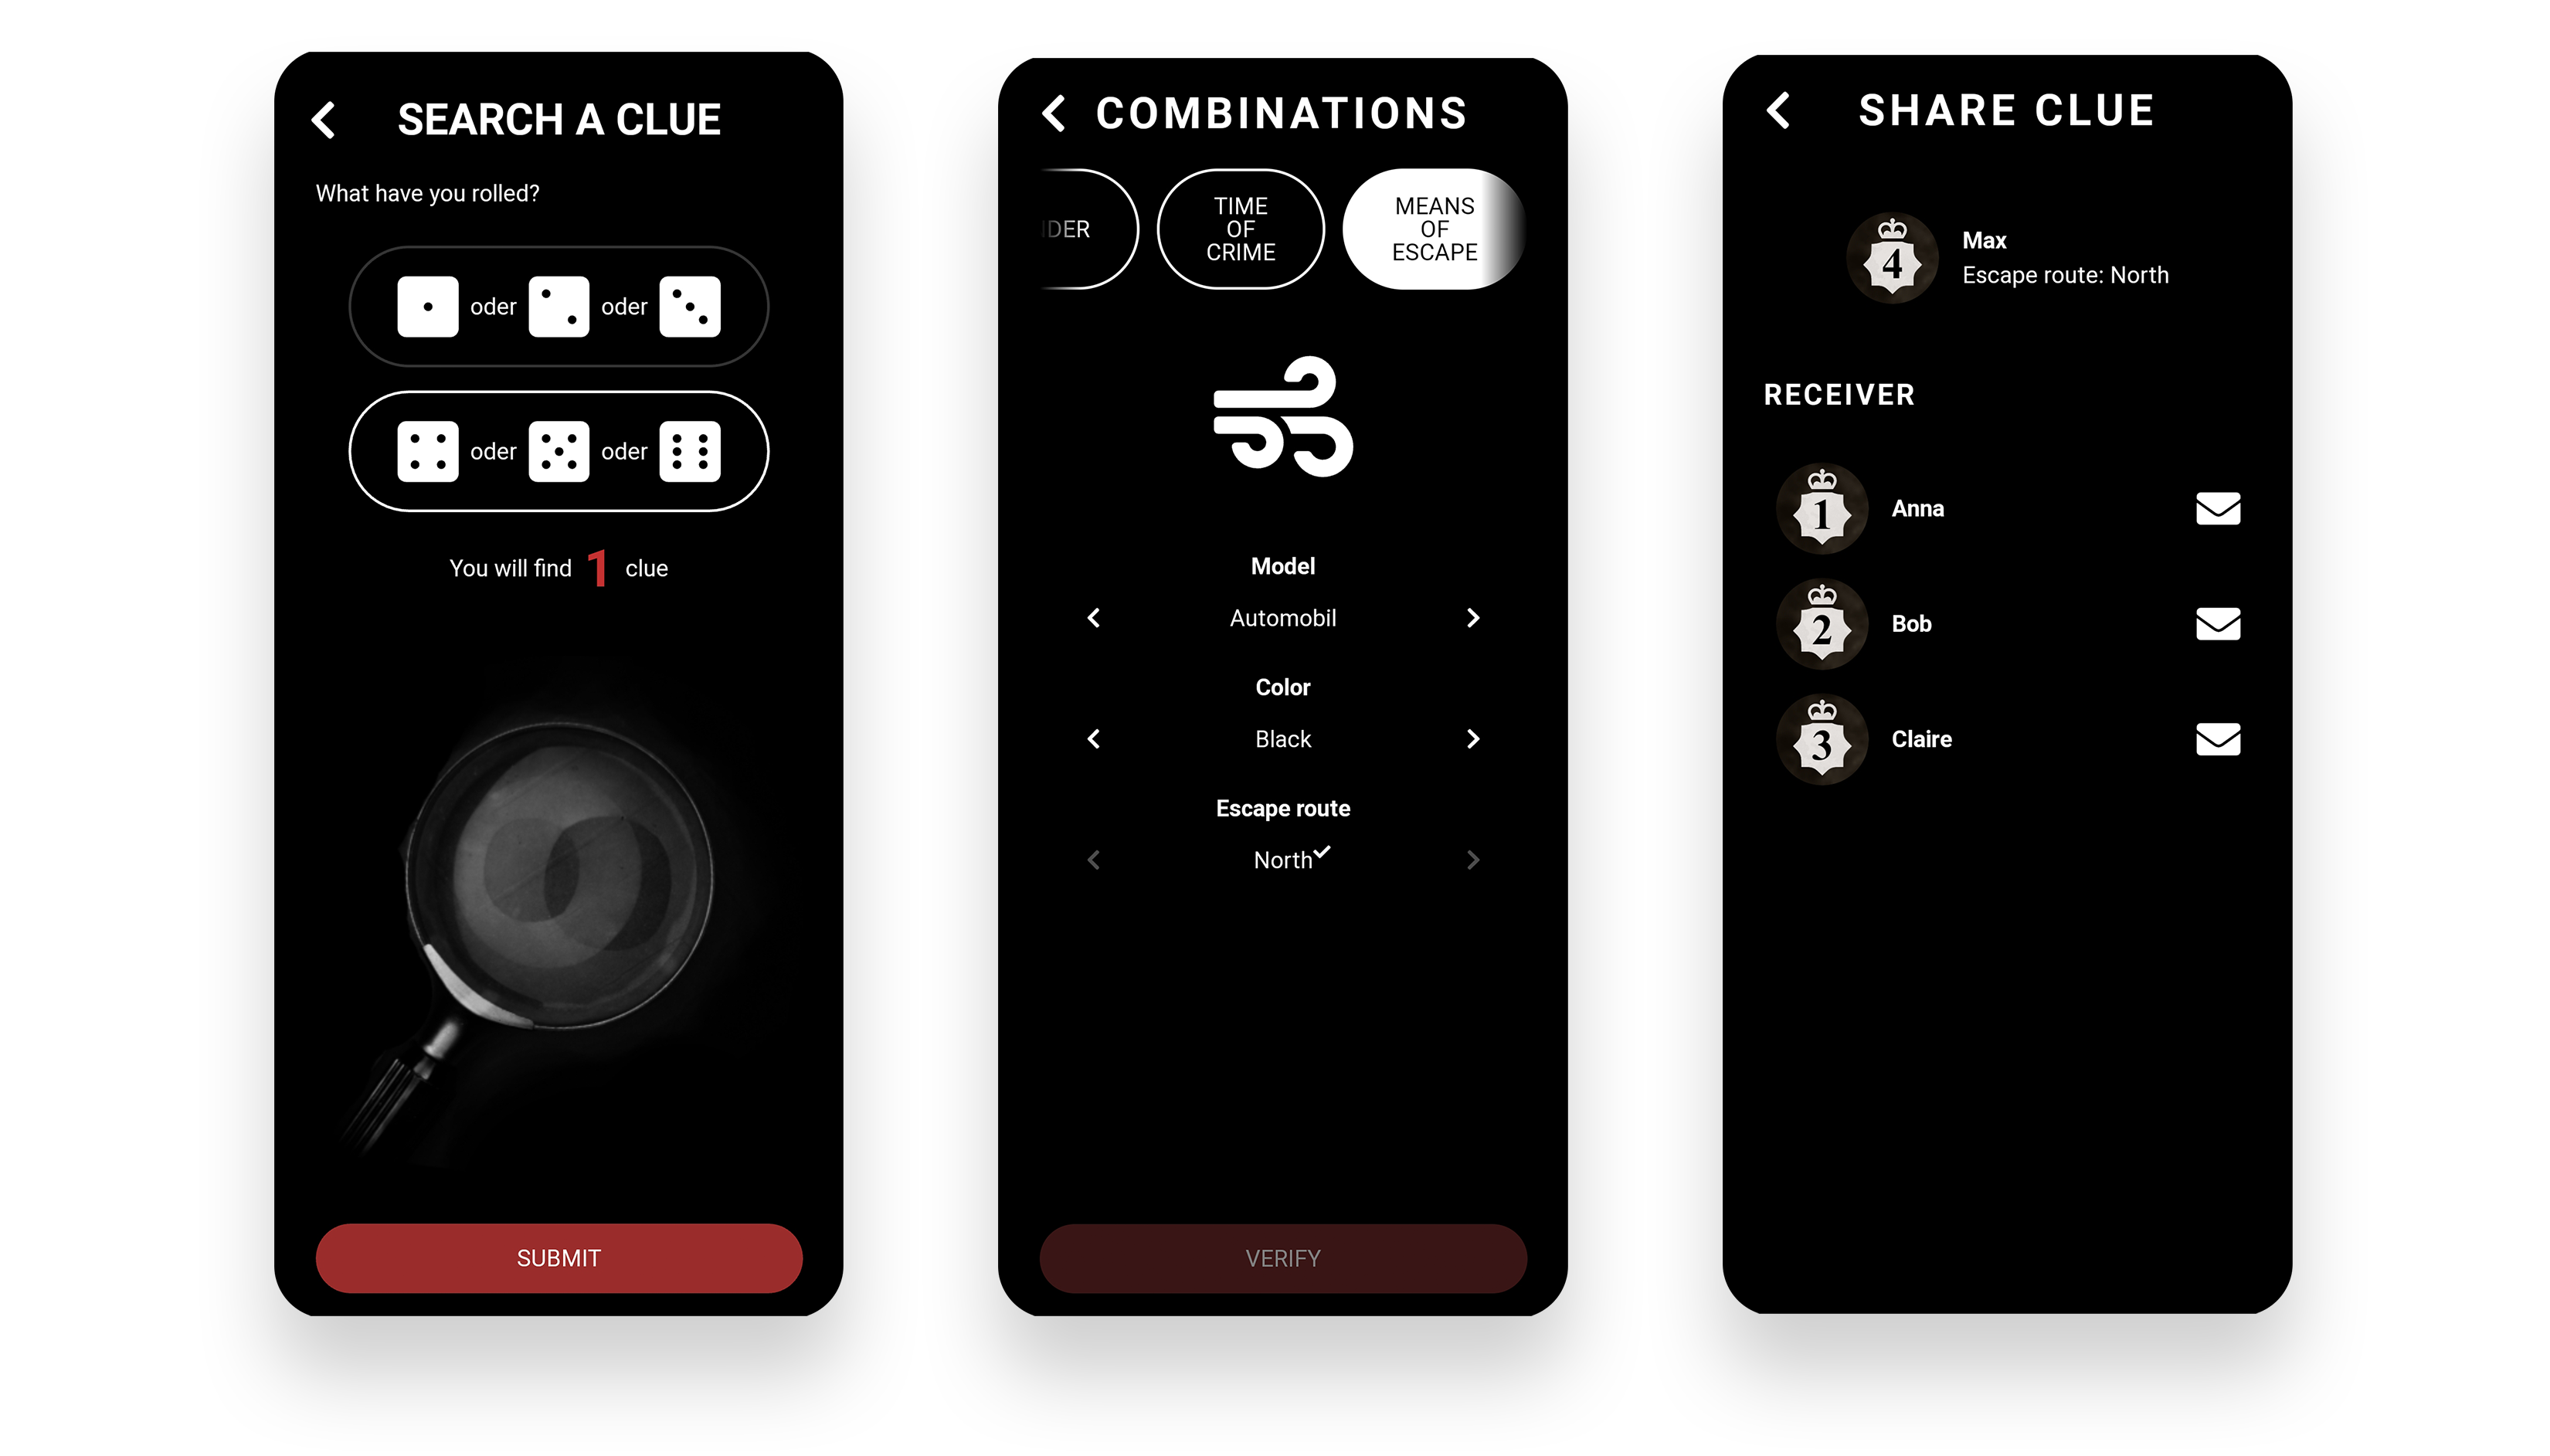 SEARCH A CLUE
What have you rolled?
oder oder
oder oder
You will find 1 clue
SUBMIT
COMBINATIONS
TIME
OF
CRIME
MEANS
OF
ESCAPE
Model
Automobil
Color
Black
Escape route
North
VERIFY
SHARE CLUE
4
Max
Escape route: North
RECEIVER
1 Anna
2 Bob
3 Claire